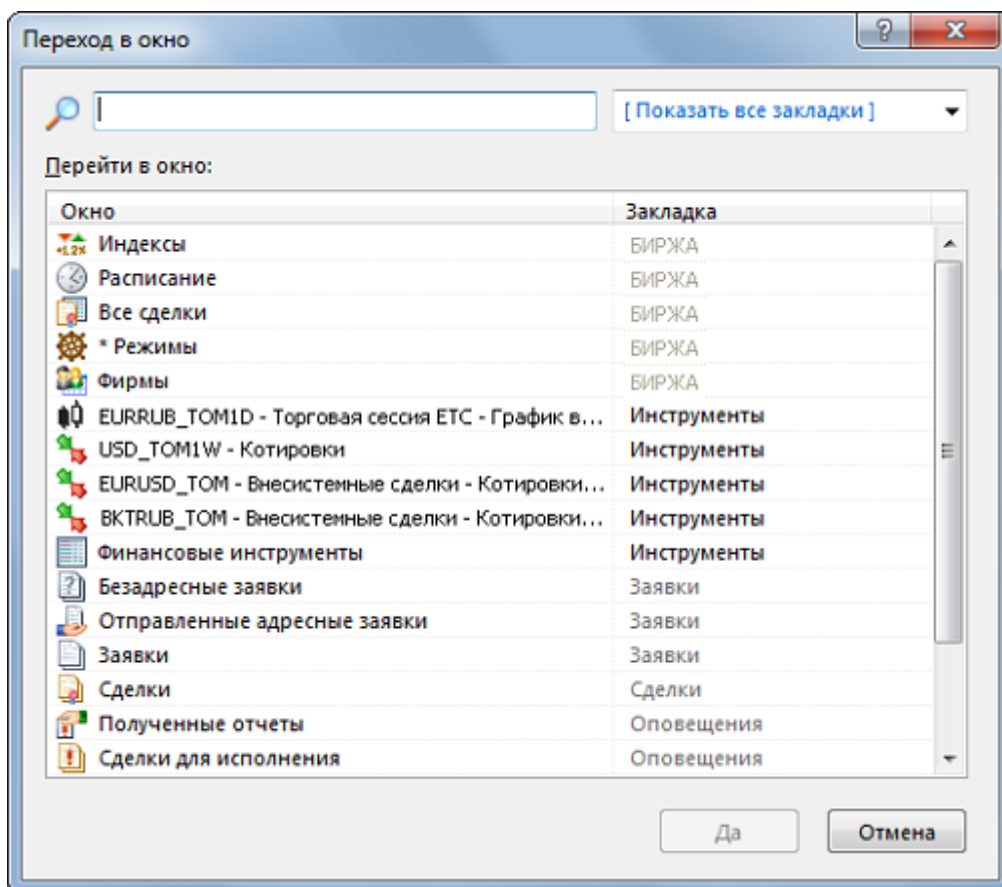 Переход в окно
[ Показать все закладки ]
Перейти в окно:
Окно Закладка
Индексы БИРЖА
Расписание БИРЖА
Все сделки БИРЖА
* Режимы БИРЖА
Фирмы БИРЖА
EURRUB_TOM1D - Торговая сессия ETC - График в... Инструменты
USD_TOM1W - Котировки Инструменты
EURUSD_TOM - Внесистемные сделки - Котировки... Инструменты
BKTRUB_TOM - Внесистемные сделки - Котировки... Инструменты
Финансовые инструменты Инструменты
Безадресные заявки Заявки
Отправленные адресные заявки Заявки
Заявки Заявки
Сделки Сделки
Полученные отчеты Оповещения
Сделки для исполнения Оповещения
Да Отмена